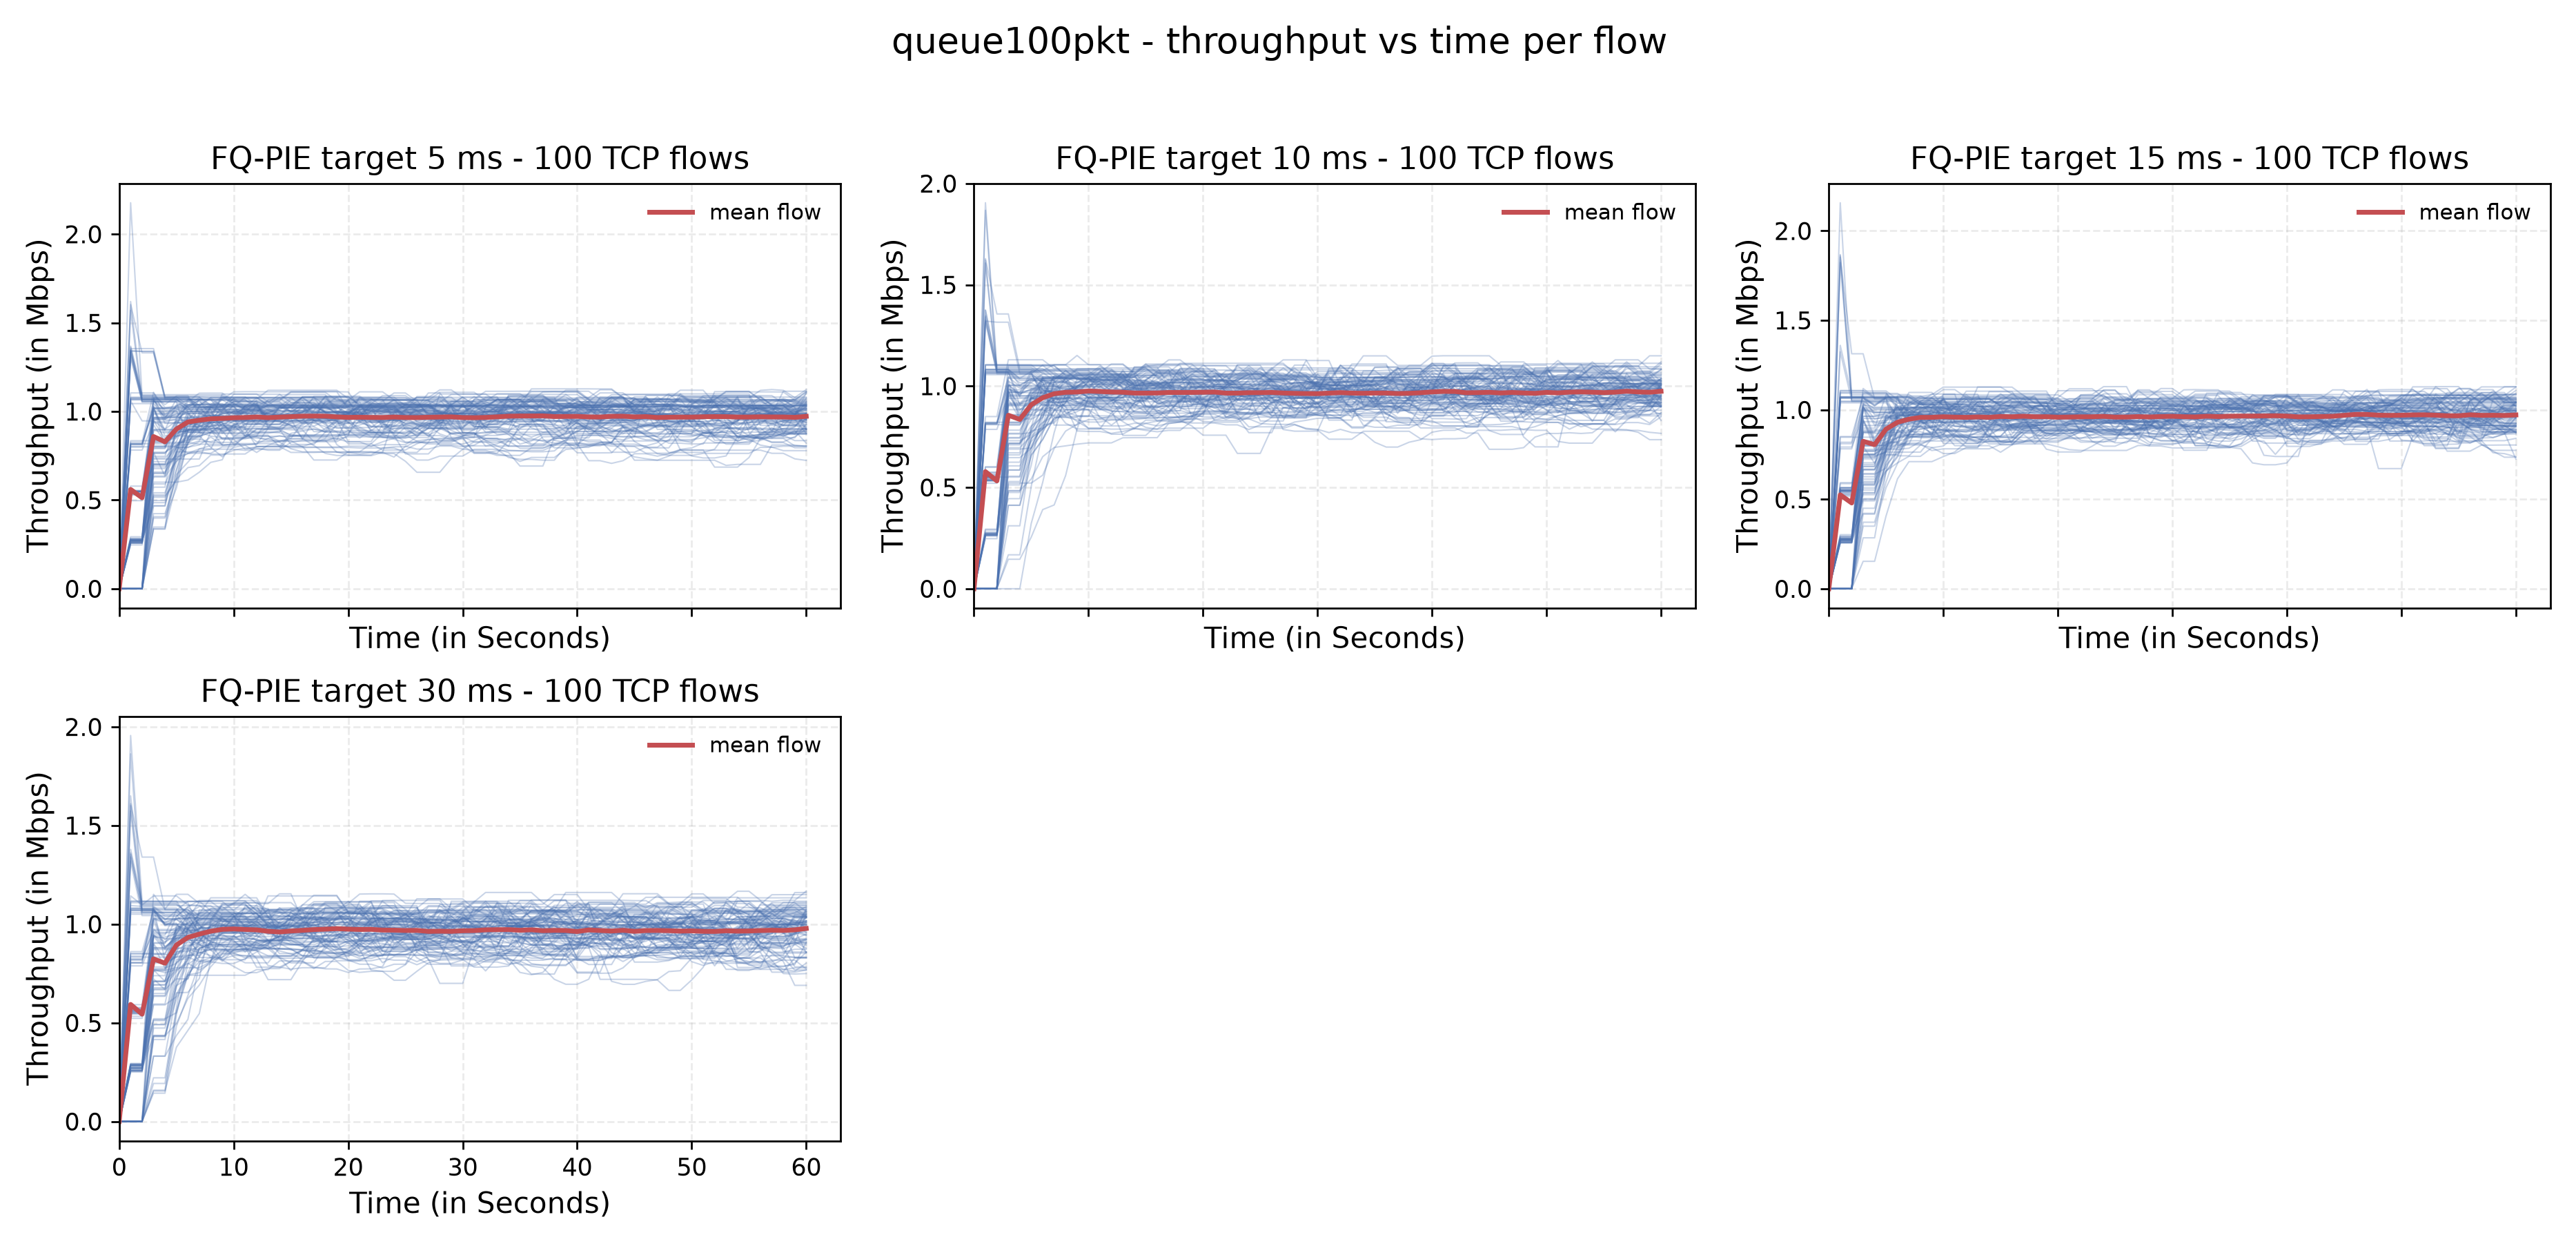 queue100pkt - throughput vs time per flow
FQ-PIE target 5 ms - 100 TCP flows
mean flow
Throughput (in Mbps)
2.0
1.5
1.0
0.5
0.0
Time (in Seconds)
FQ-PIE target 10 ms - 100 TCP flows
mean flow
Throughput (in Mbps)
2.0
1.5
1.0
0.5
0.0
Time (in Seconds)
FQ-PIE target 15 ms - 100 TCP flows
mean flow
Throughput (in Mbps)
2.0
1.5
1.0
0.5
0.0
Time (in Seconds)
FQ-PIE target 30 ms - 100 TCP flows
mean flow
Throughput (in Mbps)
2.0
1.5
1.0
0.5
0.0
0 10 20 30 40 50 60
Time (in Seconds)